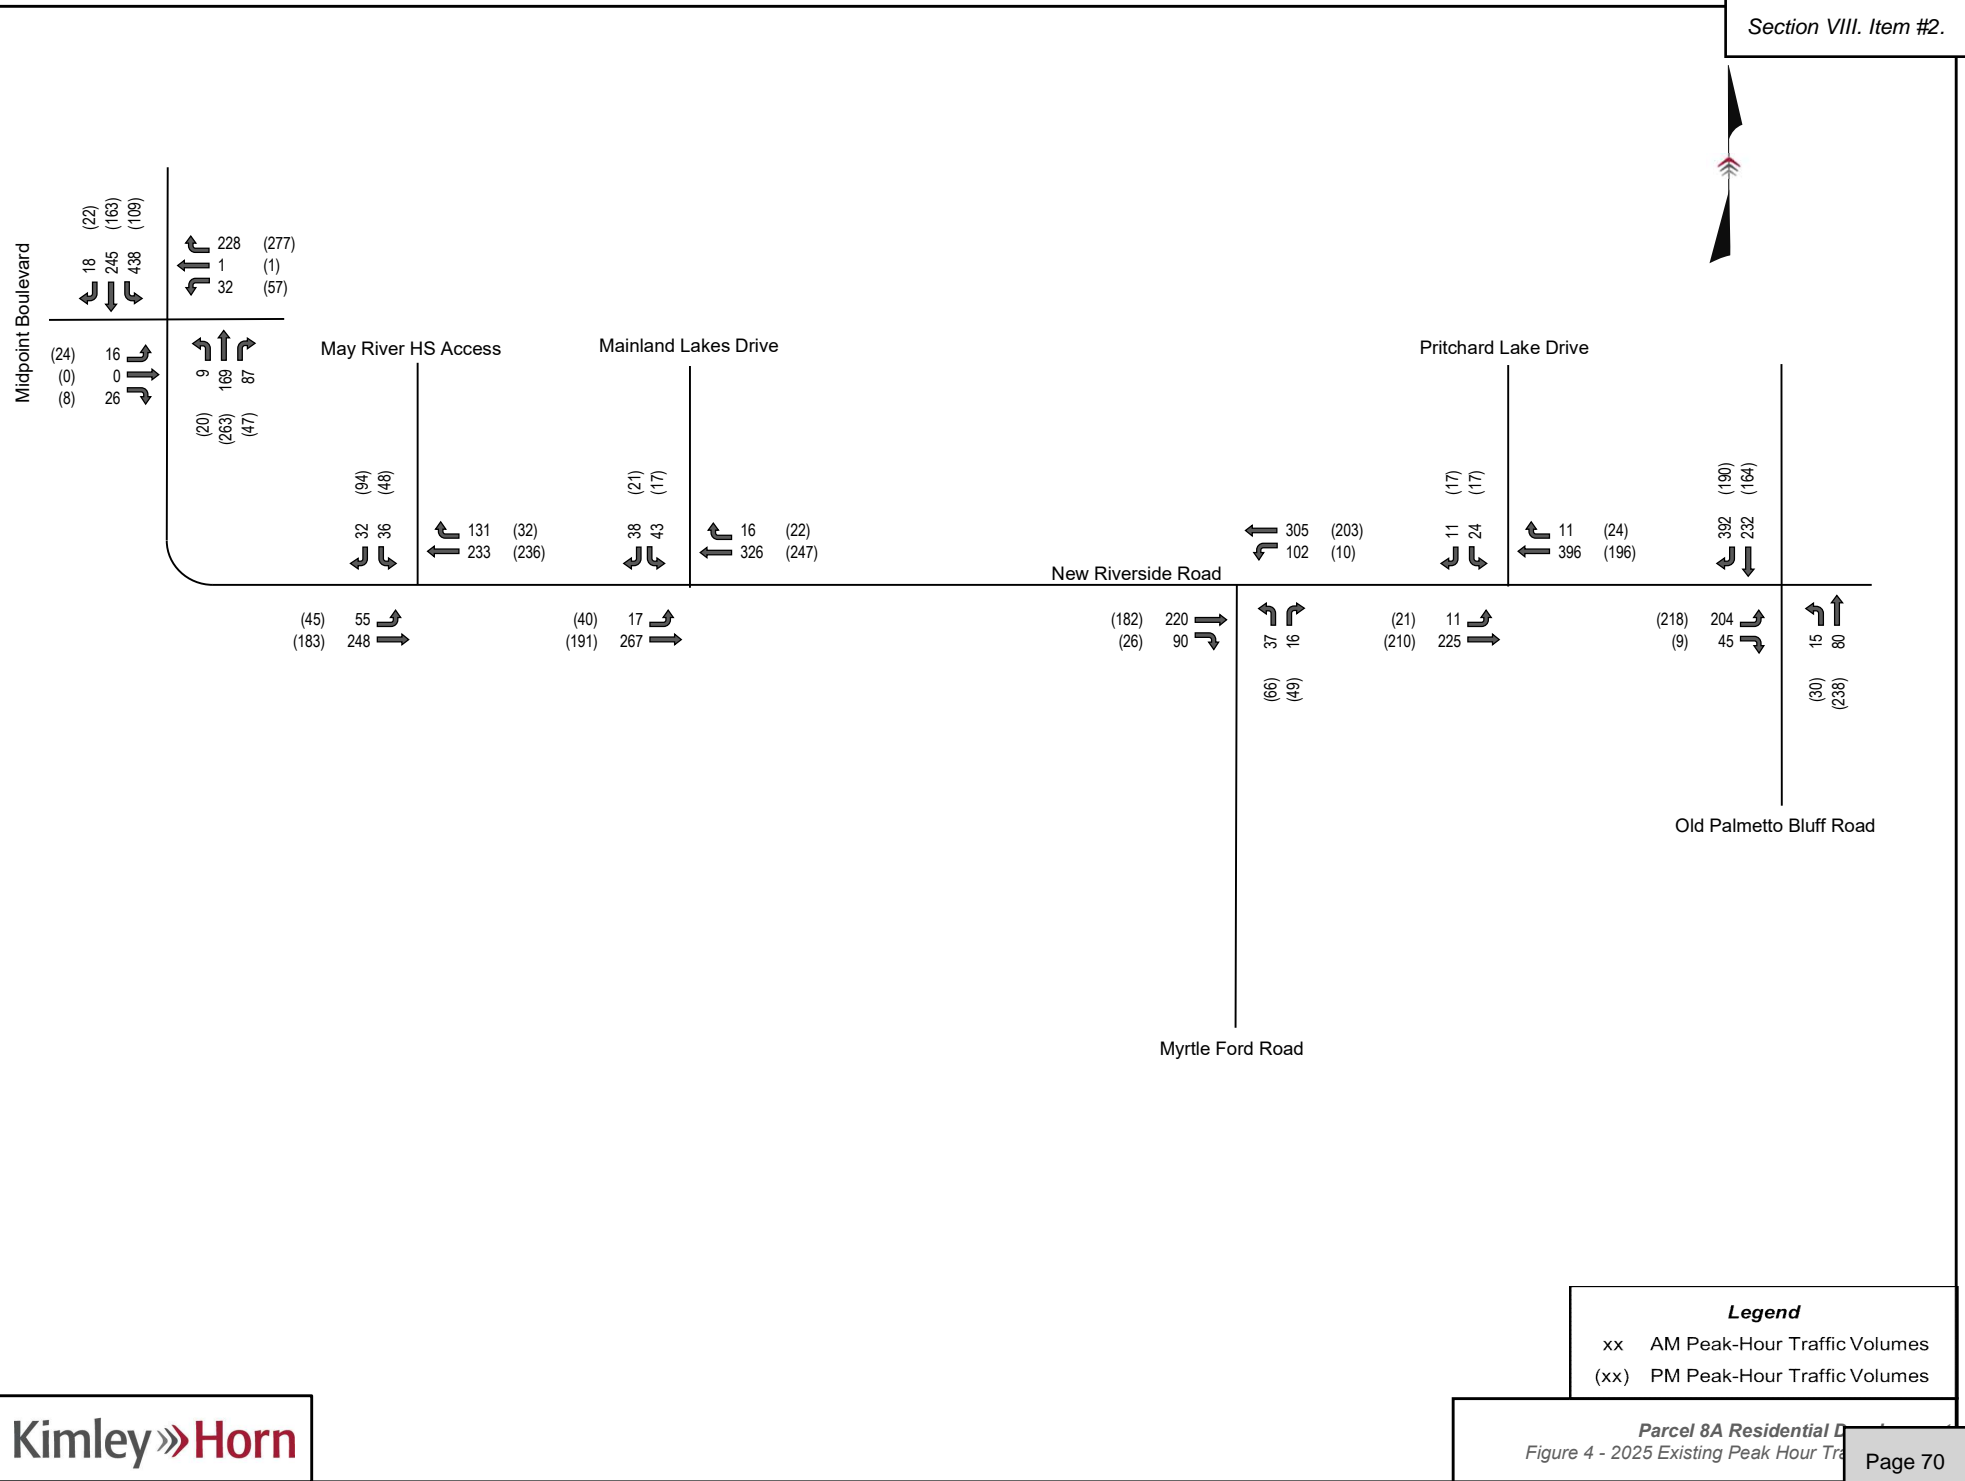 Section VIII. Item #2.
Midpoint Boulevard
(22) (163) (109)
18 245 438
228 (277)
1 (1)
32 (57)
(24) 16
(0) 0
(8) 26
9 169 87
(20) (263) (47)
May River HS Access
(94) (48)
32 36
131 (32)
233 (236)
(45) 55
(183) 248
Mainland Lakes Drive
(21) (17)
38 43
16 (22)
326 (247)
(40) 17
(191) 267
New Riverside Road
305 (203)
102 (10)
(182) 220
(26) 90
37 16
(66) (49)
Myrtle Ford Road
Pritchard Lake Drive
(17) (17)
11 24
11 (24)
396 (196)
(21) 11
(210) 225
(190) (164)
392 232
(218) 204
(9) 45
15 80
(30) (238)
Old Palmetto Bluff Road
Legend
xx AM Peak-Hour Traffic Volumes
(xx) PM Peak-Hour Traffic Volumes
Kimley Horn
Parcel 8A Residential
Figure 4 - 2025 Existing Peak Hour
Page 70